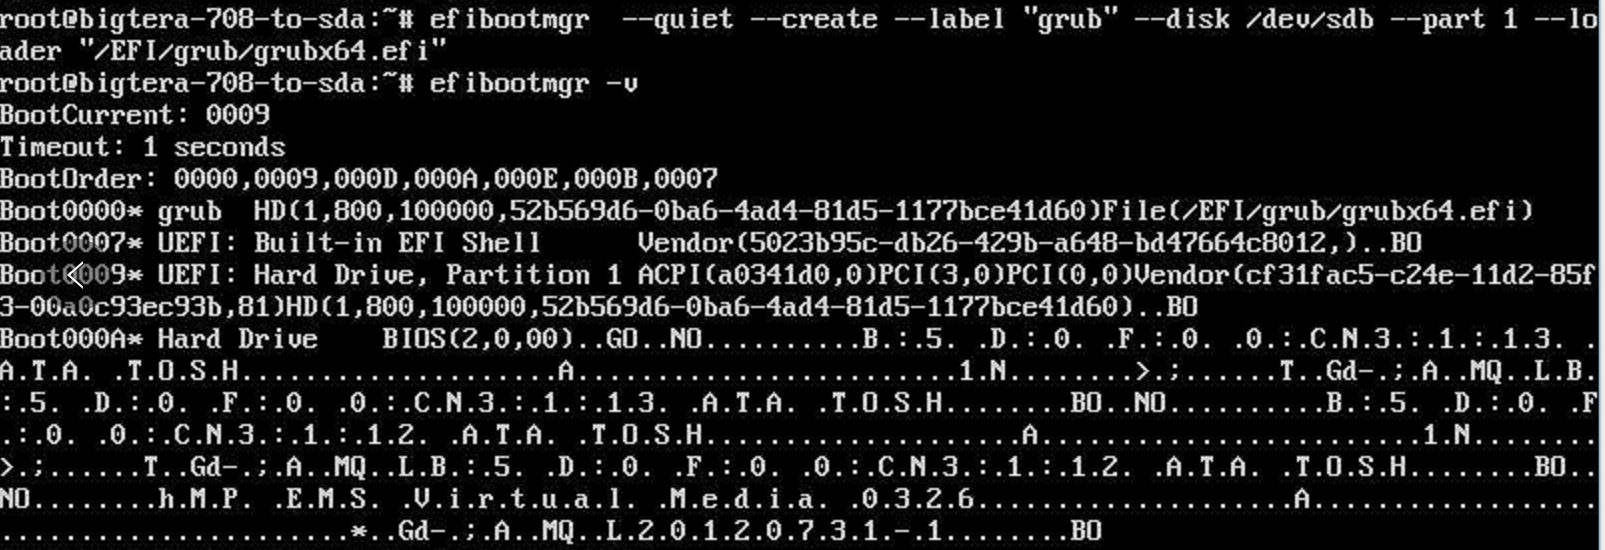 root@bigtera-708-to-sda:~# efibootmgr  --quiet --create --label "grub" --disk /dev/sdb --part 1 --lo
ader "/EFI/grub/grubx64.efi"
root@bigtera-708-to-sda:~# efibootmgr -v
BootCurrent: 0009
Timeout: 1 seconds
BootOrder: 0000,0009,000D,000A,000E,000B,0007
Boot0000* grub  HD(1,800,100000,52b569d6-0ba6-4ad4-81d5-1177bce41d60)File(/EFI/grub/grubx64.efi)
Boot0007* UEFI: Built-in EFI Shell      Vendor(5023b95c-db26-429b-a648-bd47664c8012,)..BO
Boot0009* UEFI: Hard Drive, Partition 1 ACPI(a0341d0,0)PCI(3,0)PCI(0,0)Vendor(cf31fac5-c24e-11d2-85f
3-00a0c93ec93b,81)HD(1,800,100000,52b569d6-0ba6-4ad4-81d5-1177bce41d60)..BO
Boot000A* Hard Drive    BIOS(2,0,00)..GO..NO..........B.:.5. .D.:.0. .F.:.0. .0.:.C.N.3.:.1.:.1.3. .
A.T.A. .T.O.S.H....................A........................1.N........>.;......T..Gd-.;.A..MQ..L.B.
:.5. .D.:.0. .F.:.0. .0.:.C.N.3.:.1.:.1.3. .A.T.A. .T.O.S.H........BO..NO..........B.:.5. .D.:.0. .F
.:.0. .0.:.C.N.3.:.1.:.1.2. .A.T.A. .T.O.S.H....................A........................1.N........
>.;......T..Gd-.;.A..MQ..L.B.:.5. .D.:.0. .F.:.0. .0.:.C.N.3.:.1.:.1.2. .A.T.A. .T.O.S.H........BO..
NO........h.M.P. .E.M.S. .V.i.r.t.u.a.l. .M.e.d.i.a. .0.3.2.6....................A..................
......................*..Gd-.;.A..MQ..L.2.0.1.2.0.7.3.1.-.1........BO